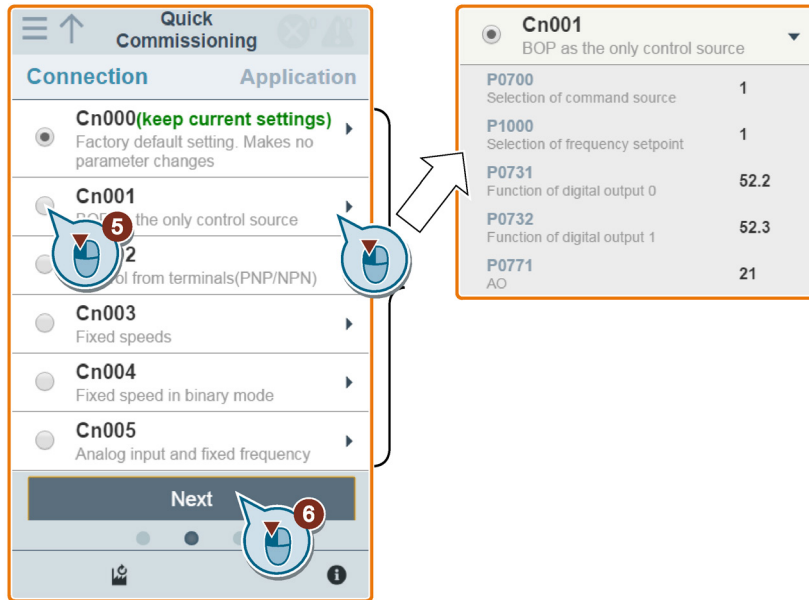 Quick
Commissioning
Connection
Application
Cn000(keep current settings)
Factory default setting. Makes no
parameter changes
Cn001
the only control source
5
2
from terminals(PNP/NPN)
Cn003
Fixed speeds
Cn004
Fixed speed in binary mode
Cn005
Analog input and fixed frequency
Next
6
Cn001
BOP as the only control source
P0700
Selection of command source
1
P1000
Selection of frequency setpoint
1
P0731
Function of digital output 0
52.2
P0732
Function of digital output 1
52.3
P0771
AO
21